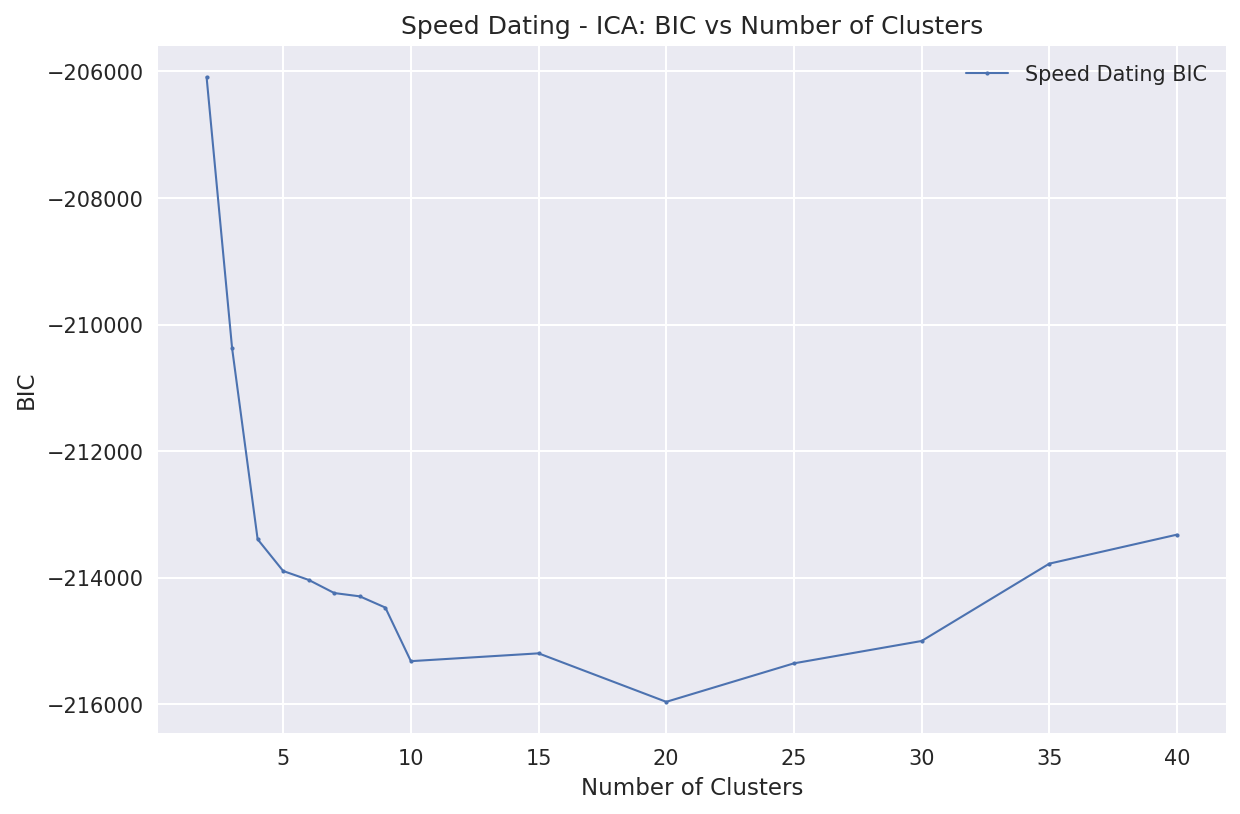 Speed Dating - ICA: BIC vs Number of Clusters
Speed Dating BIC
BIC
−206000
−208000
−210000
−212000
−214000
−216000
5 10 15 20 25 30 35 40
Number of Clusters